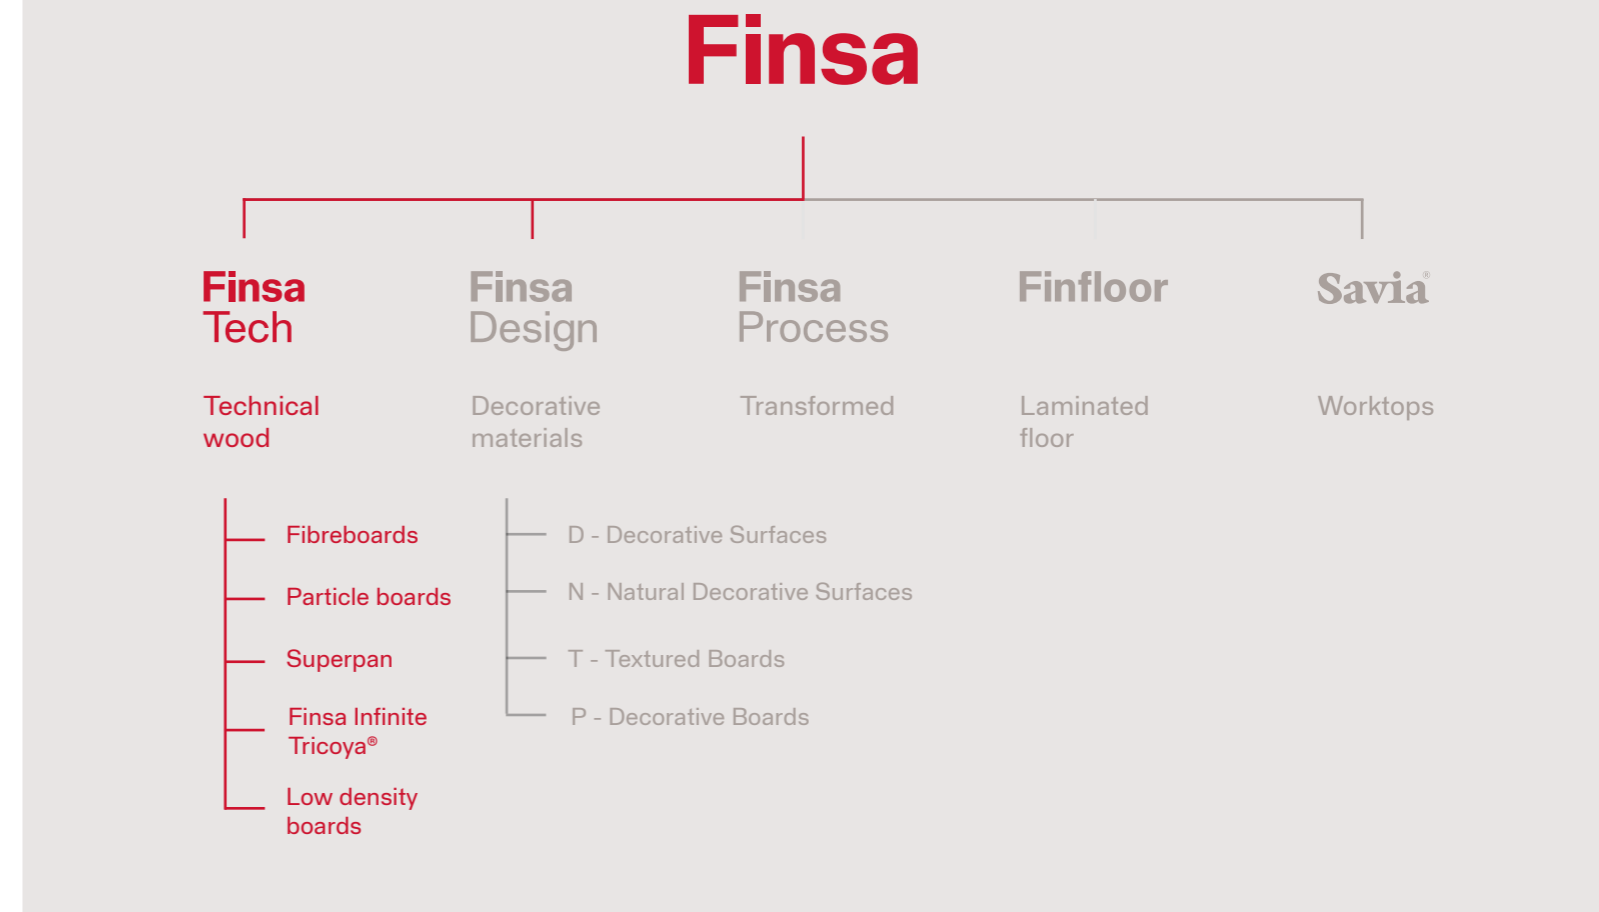 Finsa
Finsa
Tech
Technical
wood
Fibreboards
Particle boards
Superpan
Finsa Infinite
Tricoya®
Low density
boards
Finsa
Design
Decorative
materials
D - Decorative Surfaces
N - Natural Decorative Surfaces
T - Textured Boards
P - Decorative Boards
Finsa
Process
Transformed
Finfloor
Laminated
floor
Savia®
Worktops